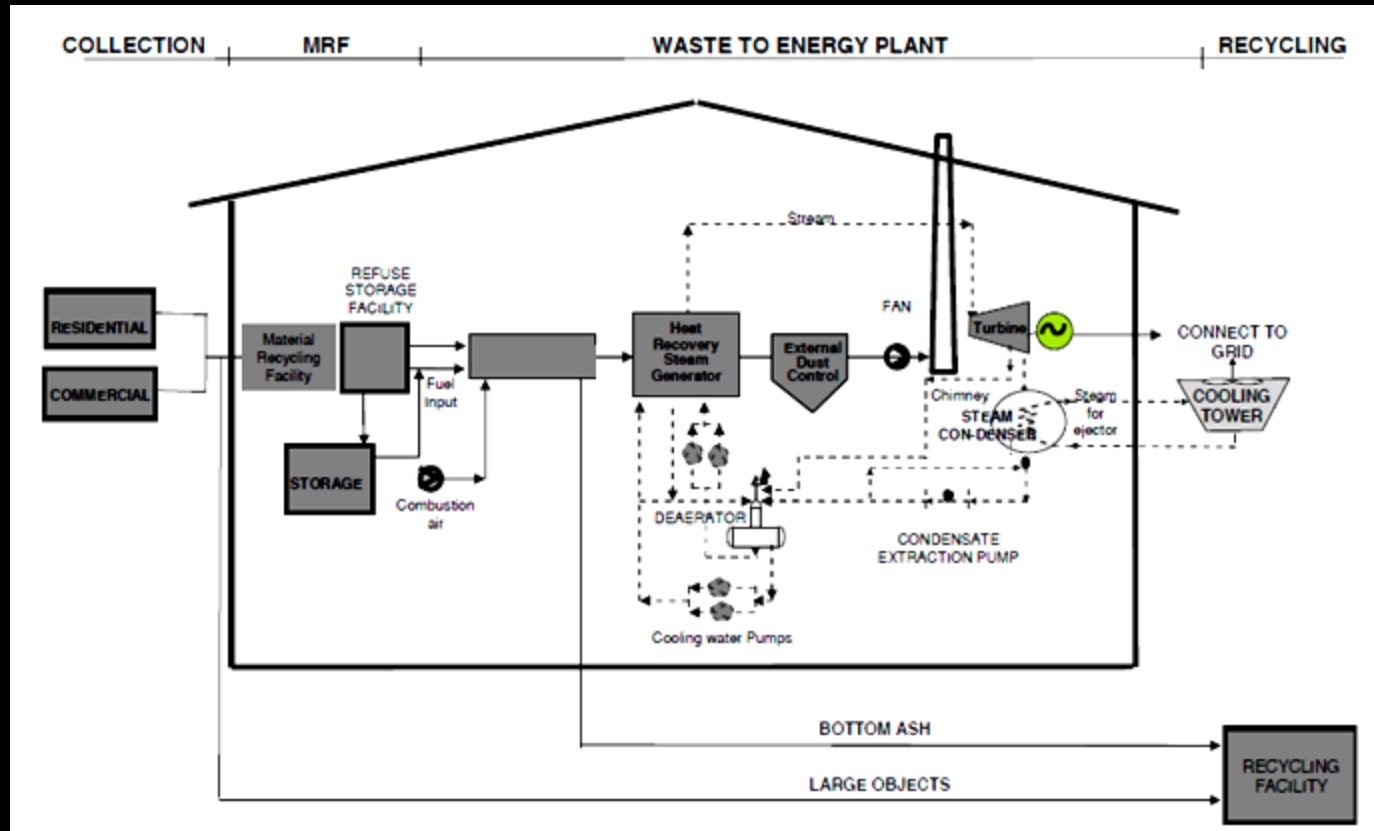 COLLECTION
MRF
WASTE TO ENERGY PLANT
RECYCLING
Stream
REFUSE
STORAGE
FACILITY
FAN
RESIDENTIAL
COMMERCIAL
Material
Recycling
Facility
Fuel
Input
STORAGE
Combustion
air
Heat
Recovery
Steam
Generator
External
Dust
Control
Turbine
Chimney
CONNECT TO
GRID
STEAM
CON-DENSER
Steam
for
ejector
COOLING
TOWER
DEAERATOR
CONDENSATE
EXTRACTION PUMP
Cooling water Pumps
BOTTOM ASH
LARGE OBJECTS
RECYCLING
FACILITY